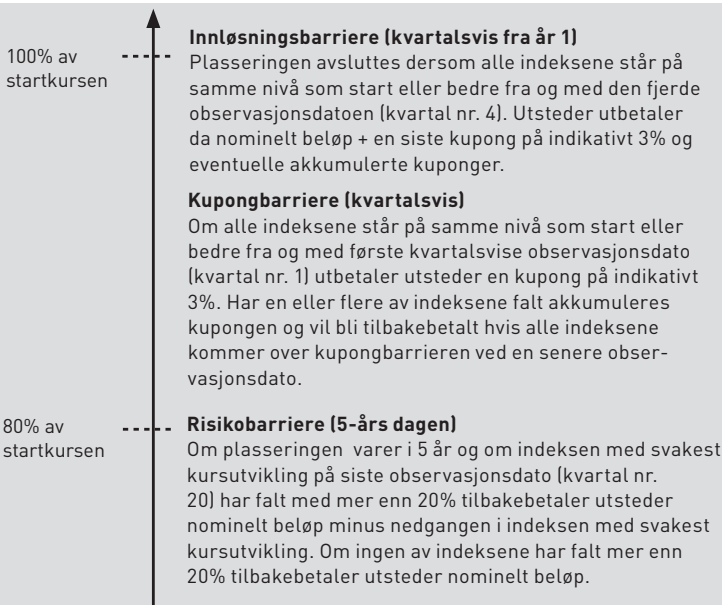 100% av
startkursen
Innløsningsbarriere (kvartalsvis fra år 1)
Plasseringen avsluttes dersom alle indeksene står på
samme nivå som start eller bedre fra og med den fjerde
observasjonsdatoen (kvartal nr. 4). Utsteder utbetaler
da nominelt beløp + en siste kupong på indikativt 3% og
eventuelle akkumulerte kuponger.
Kupongbarriere (kvartalsvis)
Om alle indeksene står på samme nivå som start eller
bedre fra og med første kvartalsvise observasjonsdato
(kvartal nr. 1) utbetaler utsteder en kupong på indikativt
3%. Har en eller flere av indeksene falt akkumuleres
kupongen og vil bli tilbakebetalt hvis alle indeksene
kommer over kupongbarrieren ved en senere obser-
vasjonsdato.
80% av
startkursen
Risikobarriere (5-års dagen)
Om plasseringen  varer i 5 år og om indeksen med svakest
kursutvikling på siste observasjonsdato (kvartal nr.
20) har falt med mer enn 20% tilbakebetaler utsteder
nominelt beløp minus nedgangen i indeksen med svakest
kursutvikling. Om ingen av indeksene har falt mer enn
20% tilbakebetaler utsteder nominelt beløp.